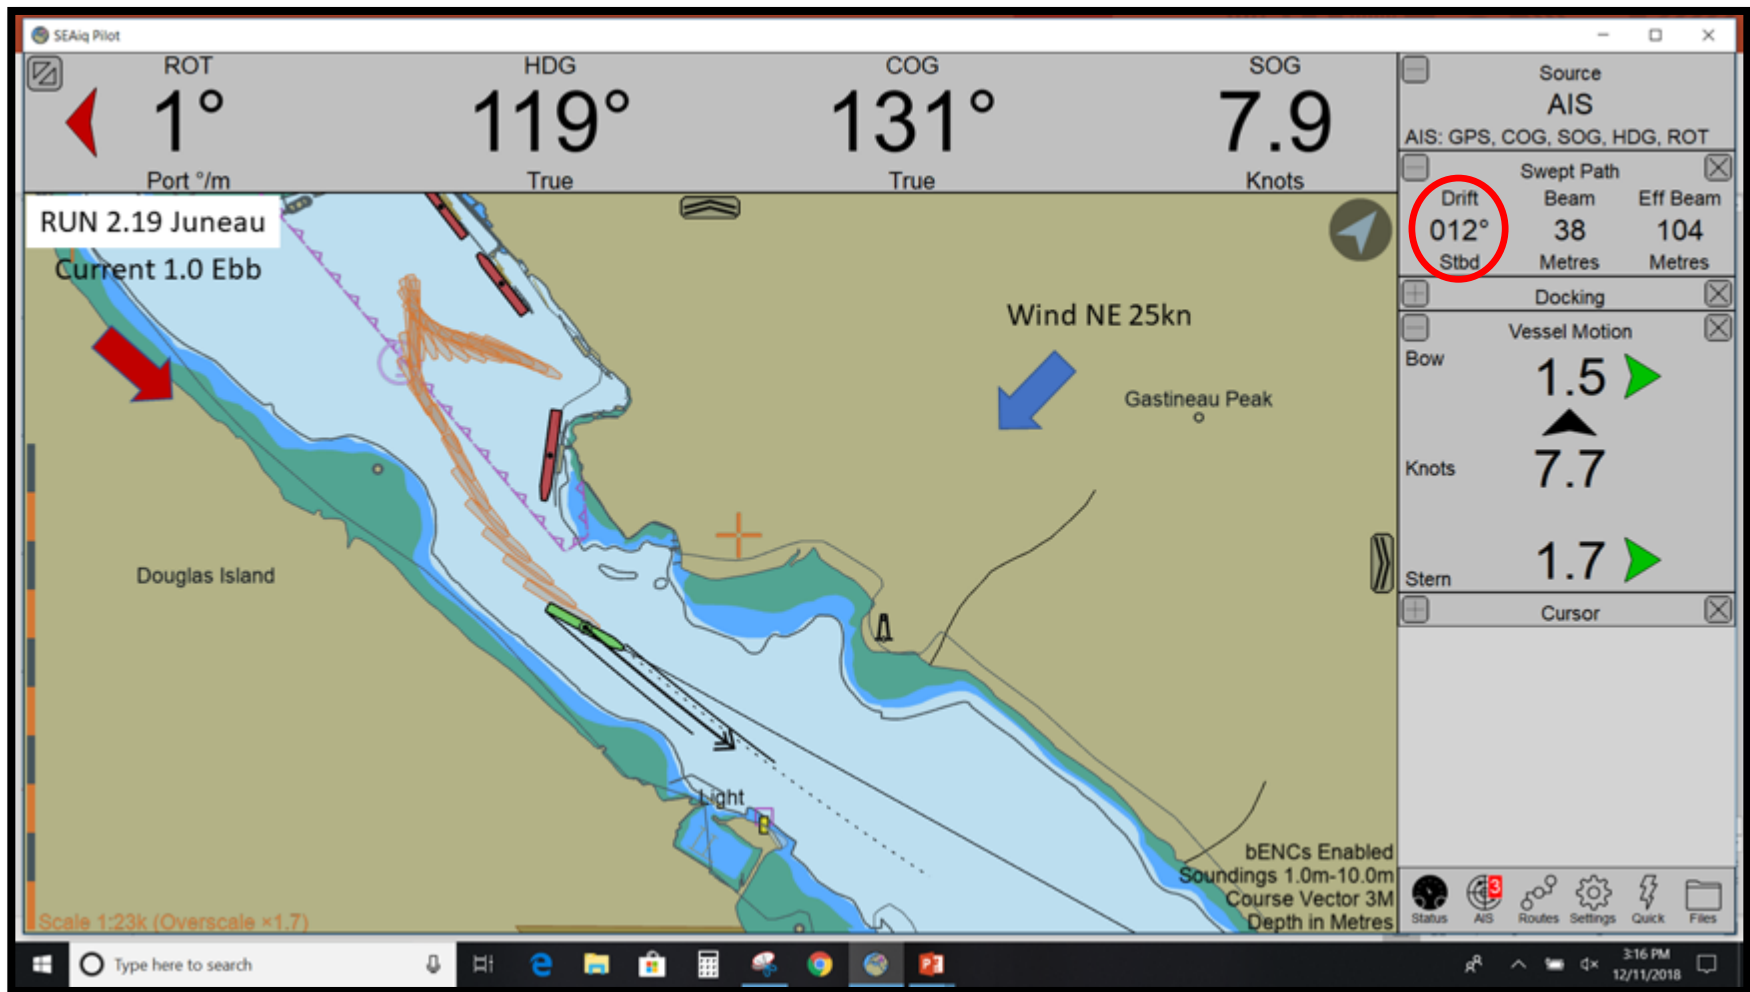 SEAiq Pilot
ROT
HDG
COG
SOG
1°
119°
131°
7.9
Port °/m
True
True
Knots
Source
AIS
AIS: GPS, COG, SOG, HDG, ROT
Swept Path
Drift
Beam
Eff Beam
012°
38
104
Stbd
Metres
Metres
Docking
Vessel Motion
Bow
1.5
Knots
7.7
Stern
1.7
Cursor
RUN 2.19 Juneau
Current 1.0 Ebb
Wind NE 25kn
Gastineau Peak
Douglas Island
Light
bENCs Enabled
Soundings 1.0m-10.0m
Course Vector 3M
Depth in Metres
Scale 1:23k (Overscale ×1.7)
3
Status
AIS
Routes
Settings
Quick
Files
Type here to search
3:16 PM
12/11/2018